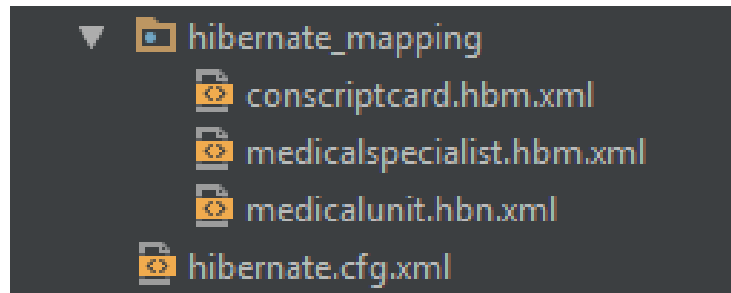 hibernate_mapping
conscriptcard.hbm.xml
medicalspecialist.hbm.xml
medicalunit.hbn.xml
hibernate.cfg.xml